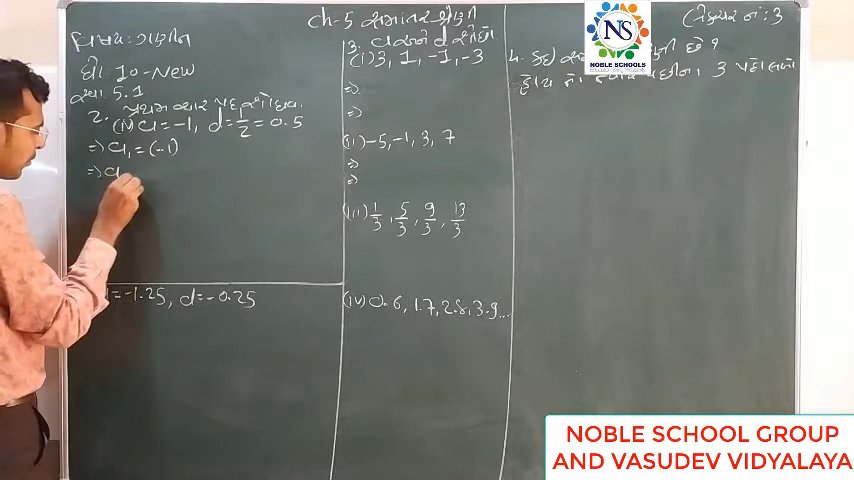 Ch-5 સમાંતર શ્રેણી
લેક્ચર નં: 3
વિષય: ગણિત
ધો. 10-New
સ્વા. 5.1
2. પ્રથમ ચાર પદ શોધો.
(iv) a = -1, d = 1/2 = 0.5
⇒ a₁ = (-1)
⇒ a
= -1.25, d = -0.25
3. a અને d શોધો
(i) 3, 1, -1, -3
⇒
⇒
(ii) -5, -1, 3, 7
⇒
⇒
(iii) 1/3, 5/3, 9/3, 13/3
(iv) 0.6, 1.7, 2.8, 3.9...
4. છે ?
હોય તો 3 પદો લખો
NS
NOBLE SCHOOLS
NOBLE SCHOOL GROUP
AND VASUDEV VIDYALAYA